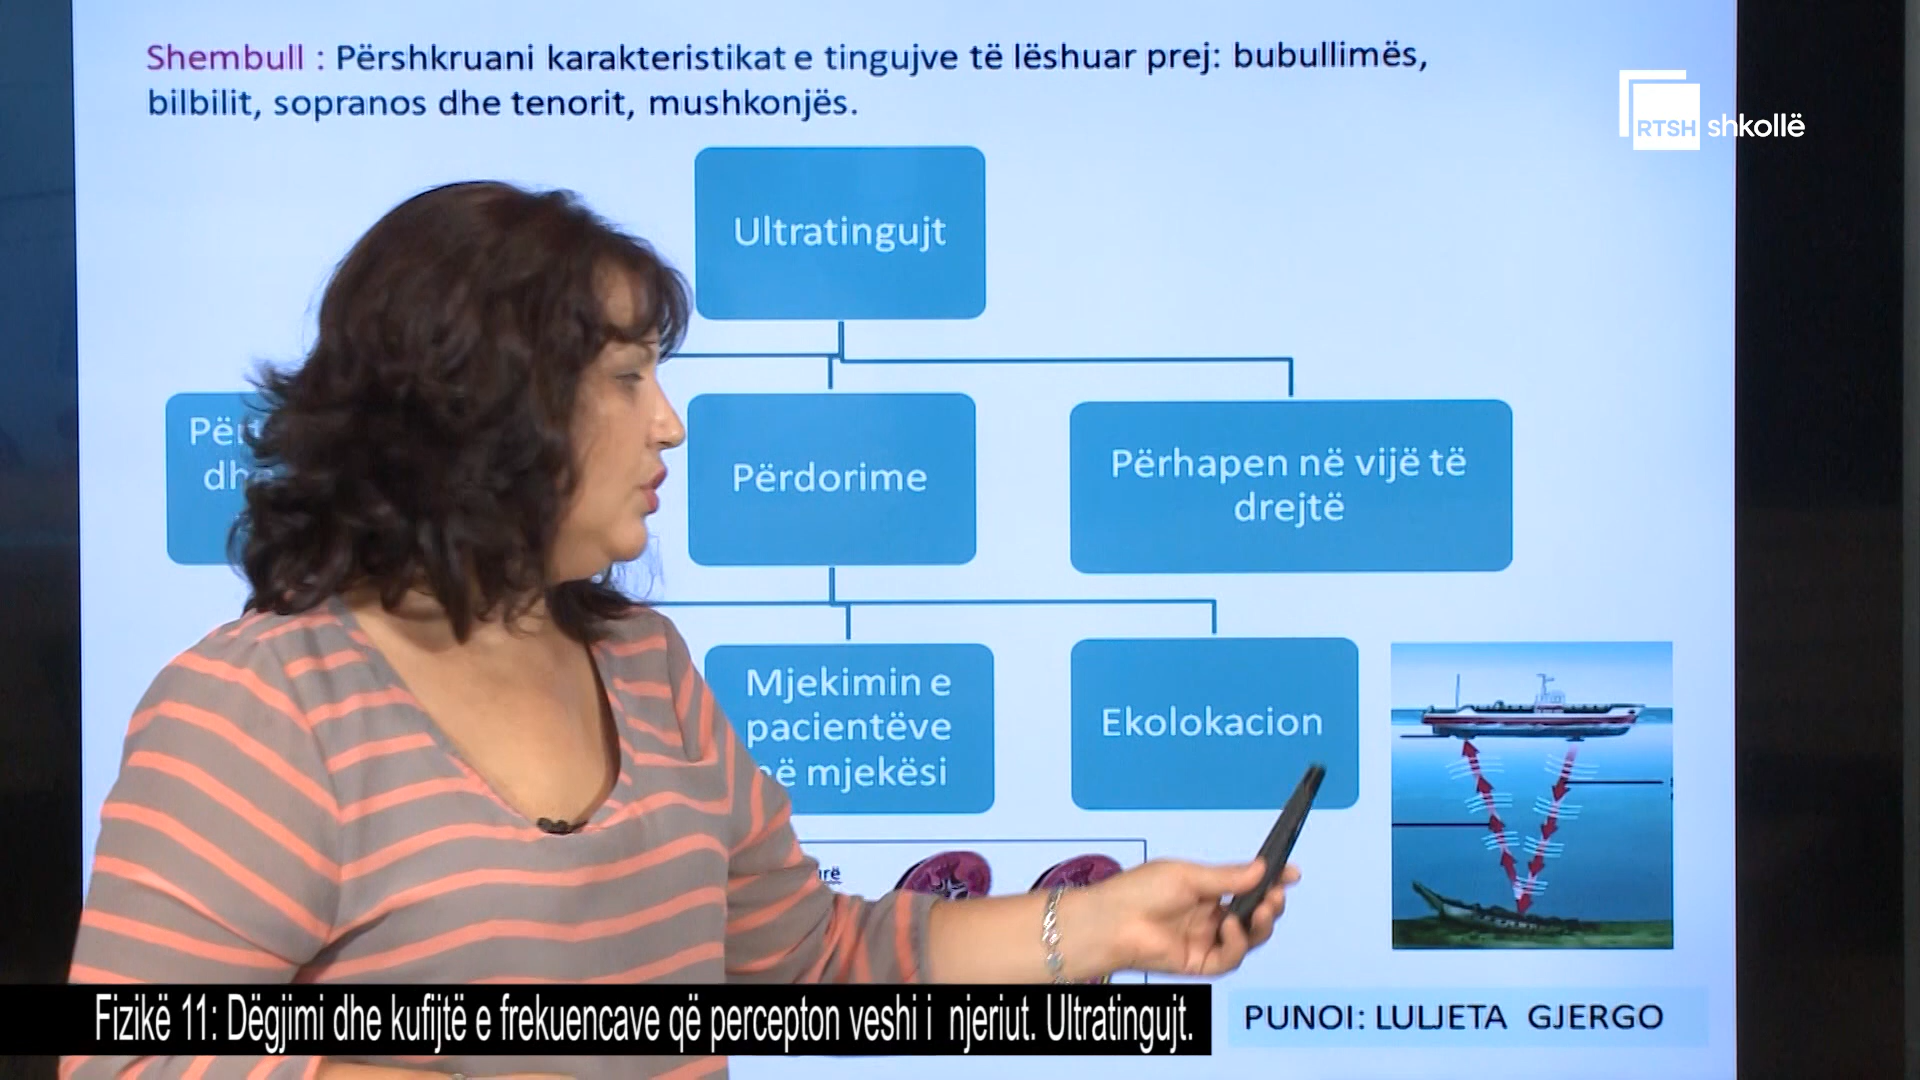 Shembull : Përshkruani karakteristikat e tingujve të lëshuar prej: bubullimës,
bilbilit, sopranos dhe tenorit, mushkonjës.
RTSH shkollë
Ultratingujt
Përdorime
Përhapen në vijë të
drejtë
Mjekimin e
pacientëve
në mjekësi
Ekolokacion
Fizikë 11: Dëgjimi dhe kufijtë e frekuencave që percepton veshi i njeriut. Ultratingujt.
PUNOI: LULJETA GJERGO